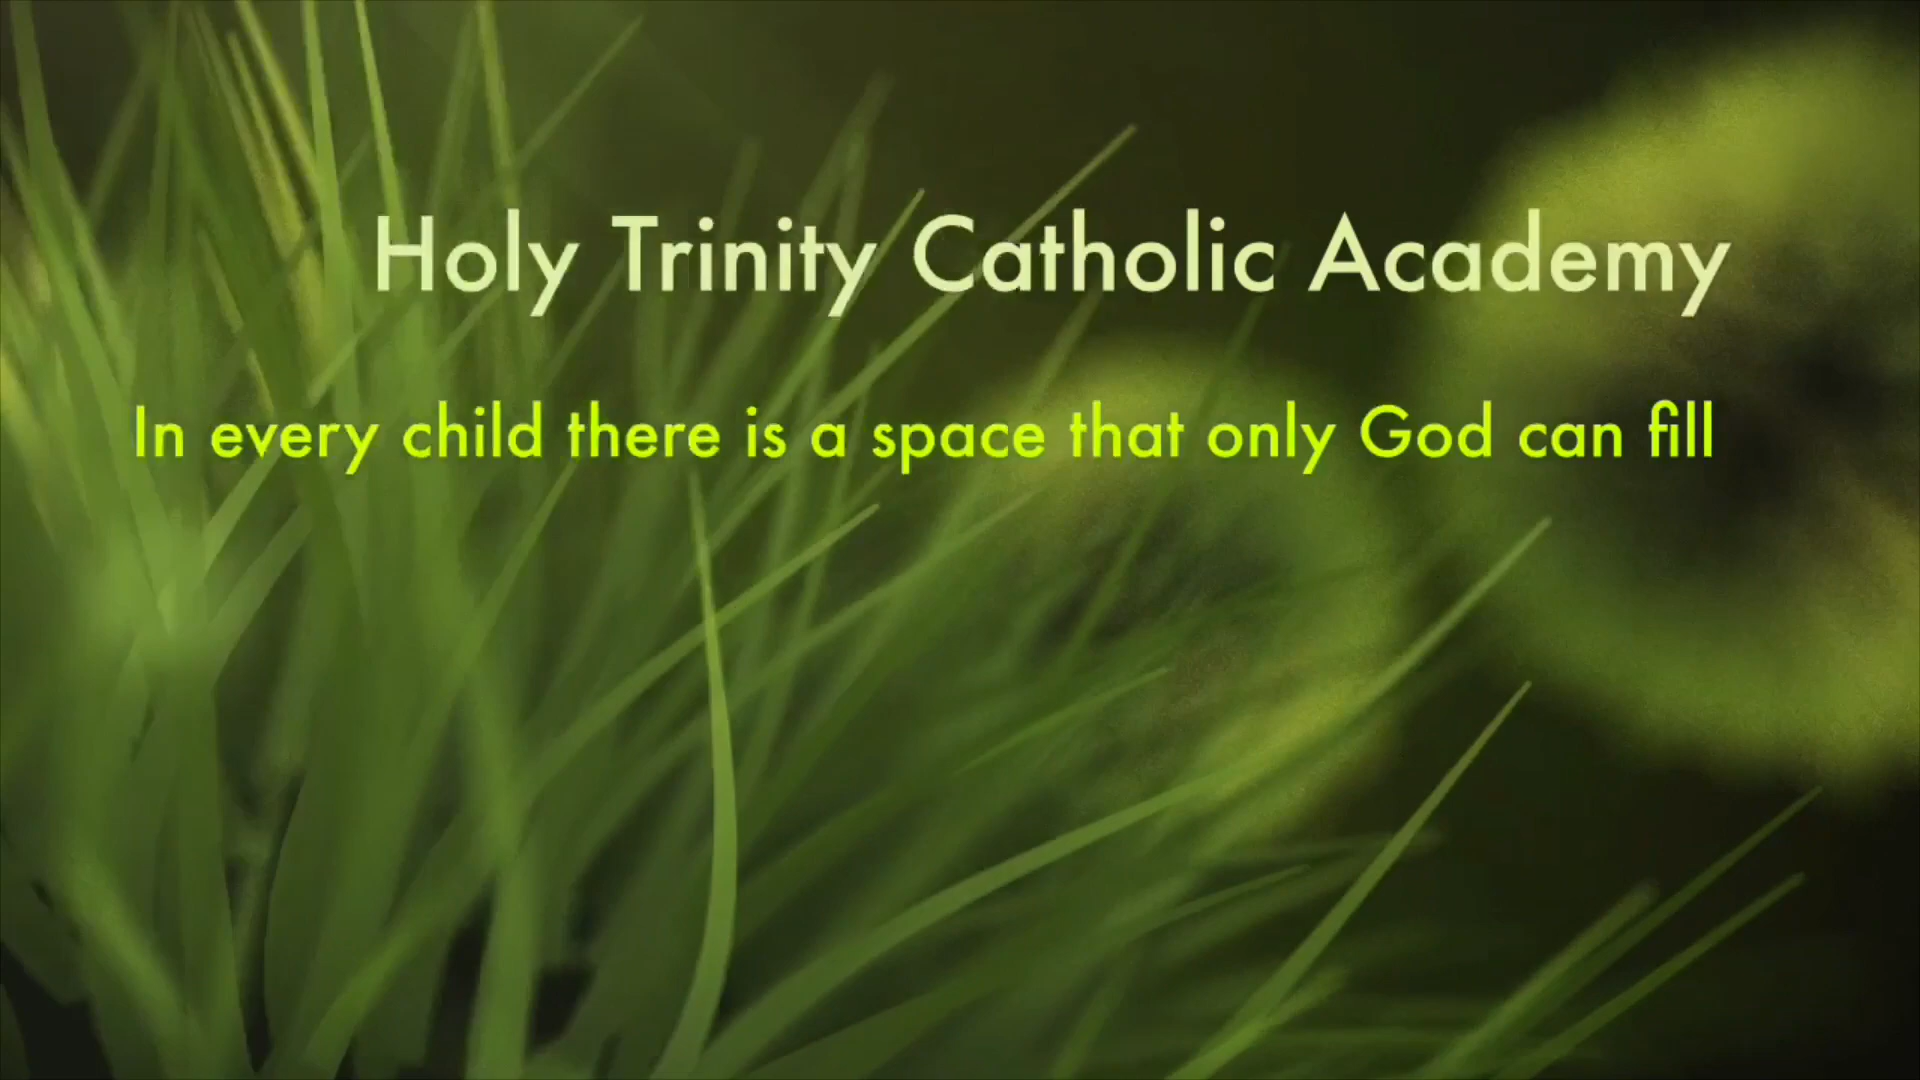 Holy Trinity Catholic Academy
In every child there is a space that only God can fill